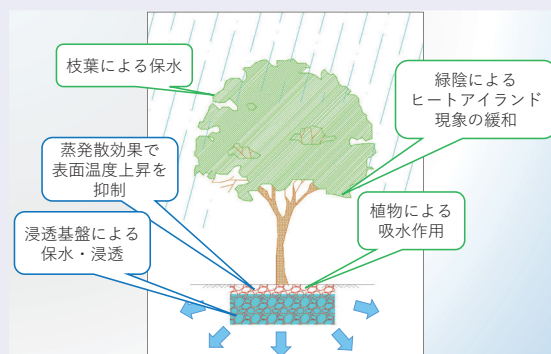 枝葉による保水
緑陰による
ヒートアイランド
現象の緩和
蒸発散効果で
表面温度上昇を
抑制
植物による
吸水作用
浸透基盤による
保水・浸透